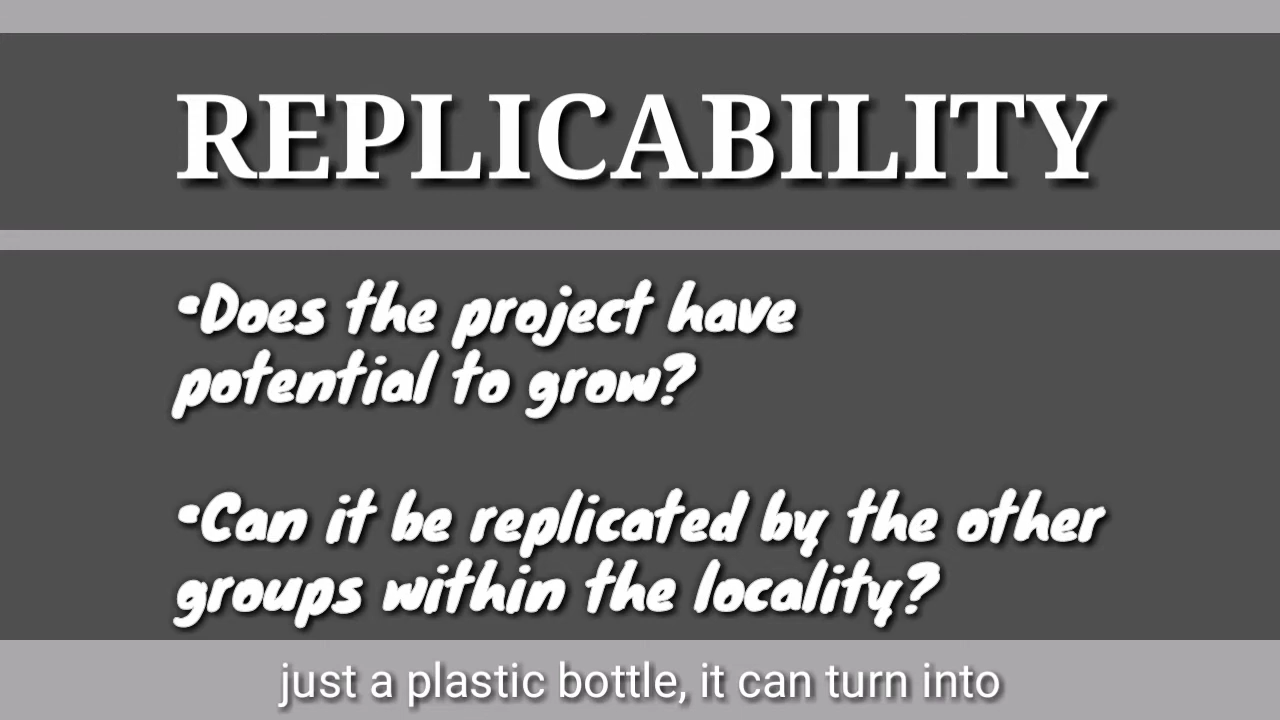 REPLICABILITY
•Does the project have
potential to grow?
•Can it be replicated by the other
groups within the locality?
just a plastic bottle, it can turn into